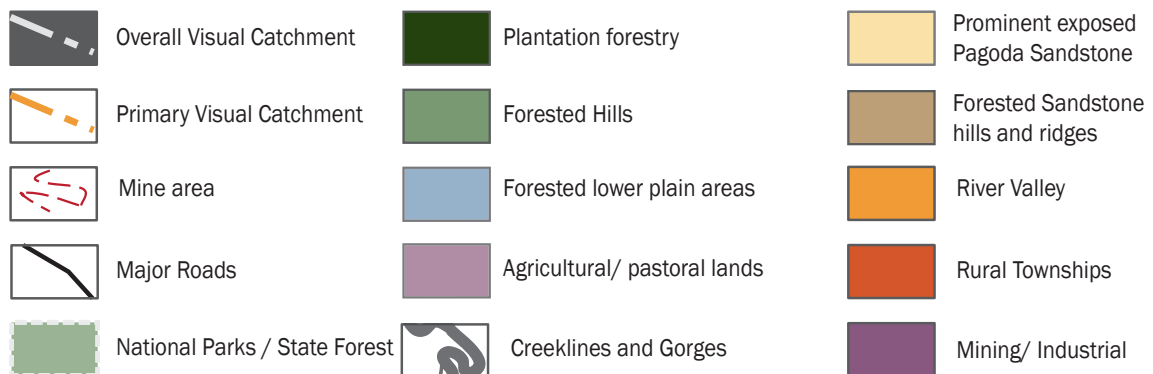 Overall Visual Catchment
Primary Visual Catchment
Mine area
Major Roads
National Parks / State Forest
Plantation forestry
Forested Hills
Forested lower plain areas
Agricultural/ pastoral lands
Creeklines and Gorges
Prominent exposed
Pagoda Sandstone
Forested Sandstone
hills and ridges
River Valley
Rural Townships
Mining/ Industrial